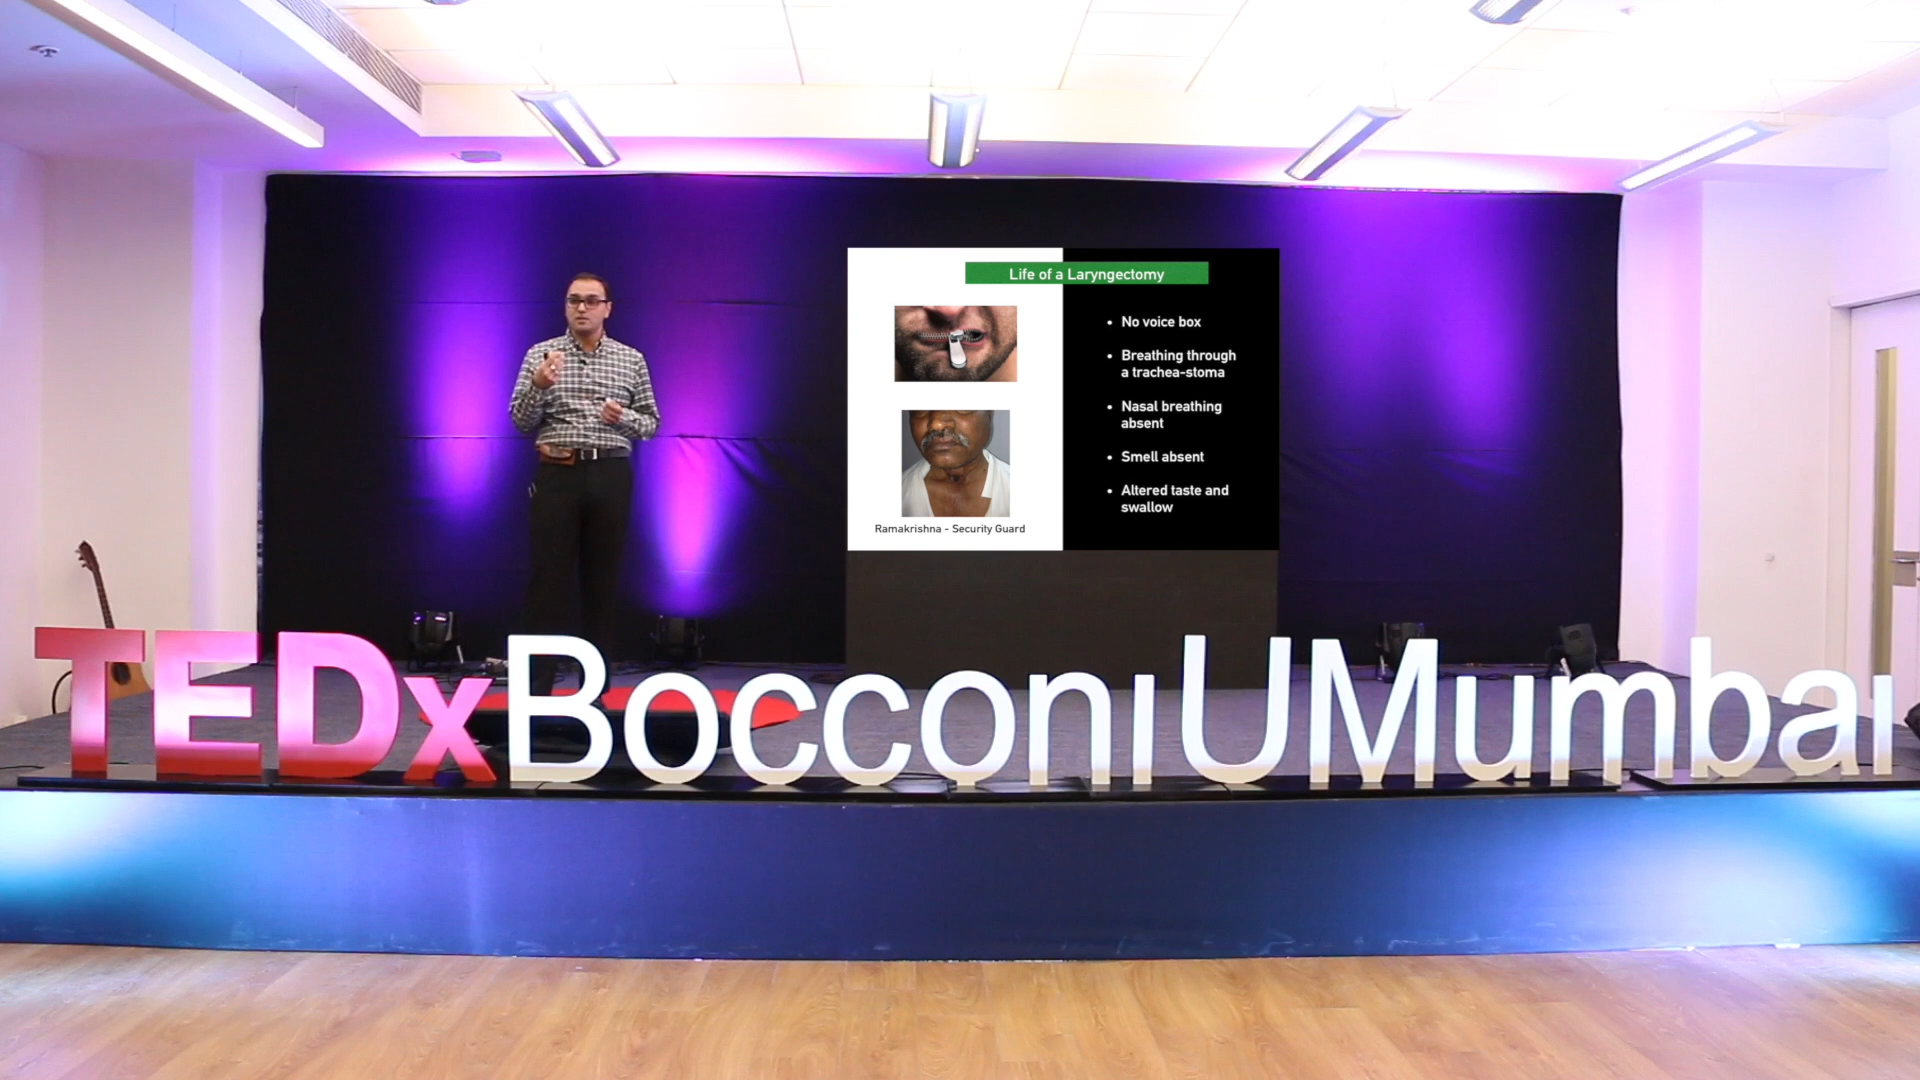 Life of a Laryngectomy
• No voice box
• Breathing through
a trachea-stoma
• Nasal breathing
absent
• Smell absent
• Altered taste and
swallow
Ramakrishna - Security Guard
TEDxBocconiUMumbai